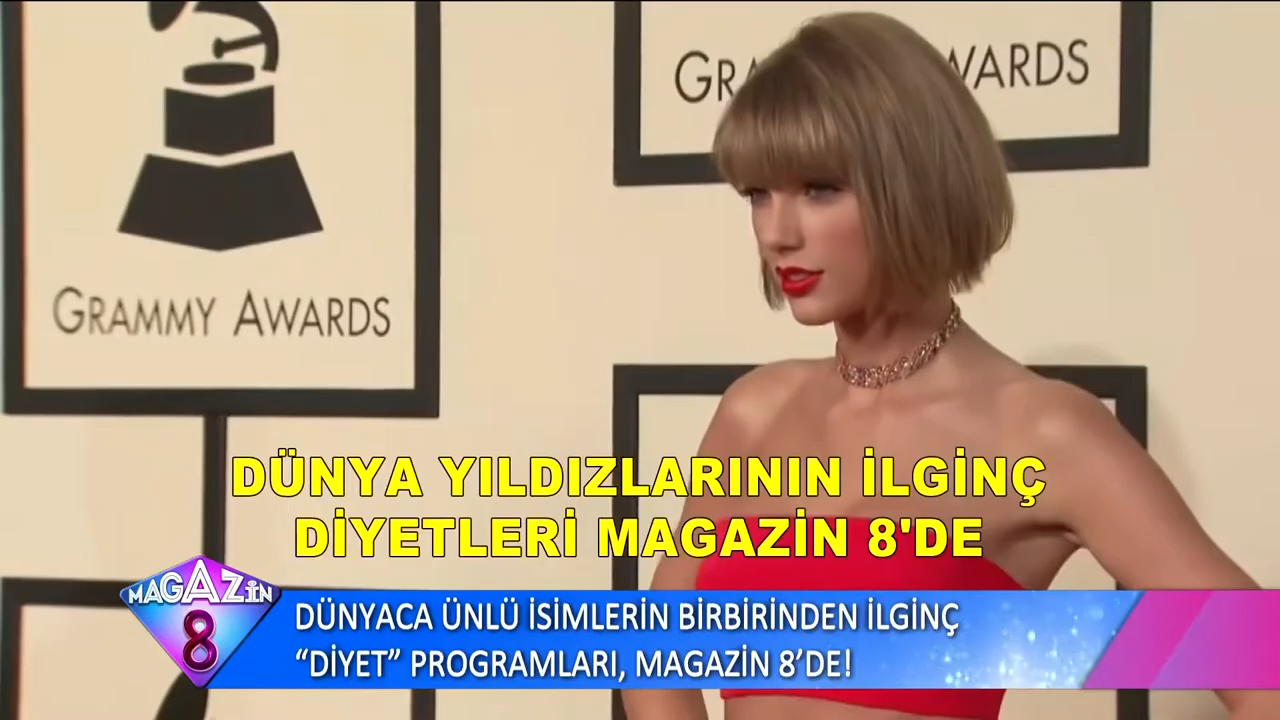 GRAMMY AWARDS
GR WARDS
DÜNYA YILDIZLARININ İLGİNÇ
DİYETLERİ MAGAZİN 8'DE
MAGAZİN
8
DÜNYACA ÜNLÜ İSİMLERİN BİRBİRİNDEN İLGİNÇ
“DİYET” PROGRAMLARI, MAGAZİN 8’DE!